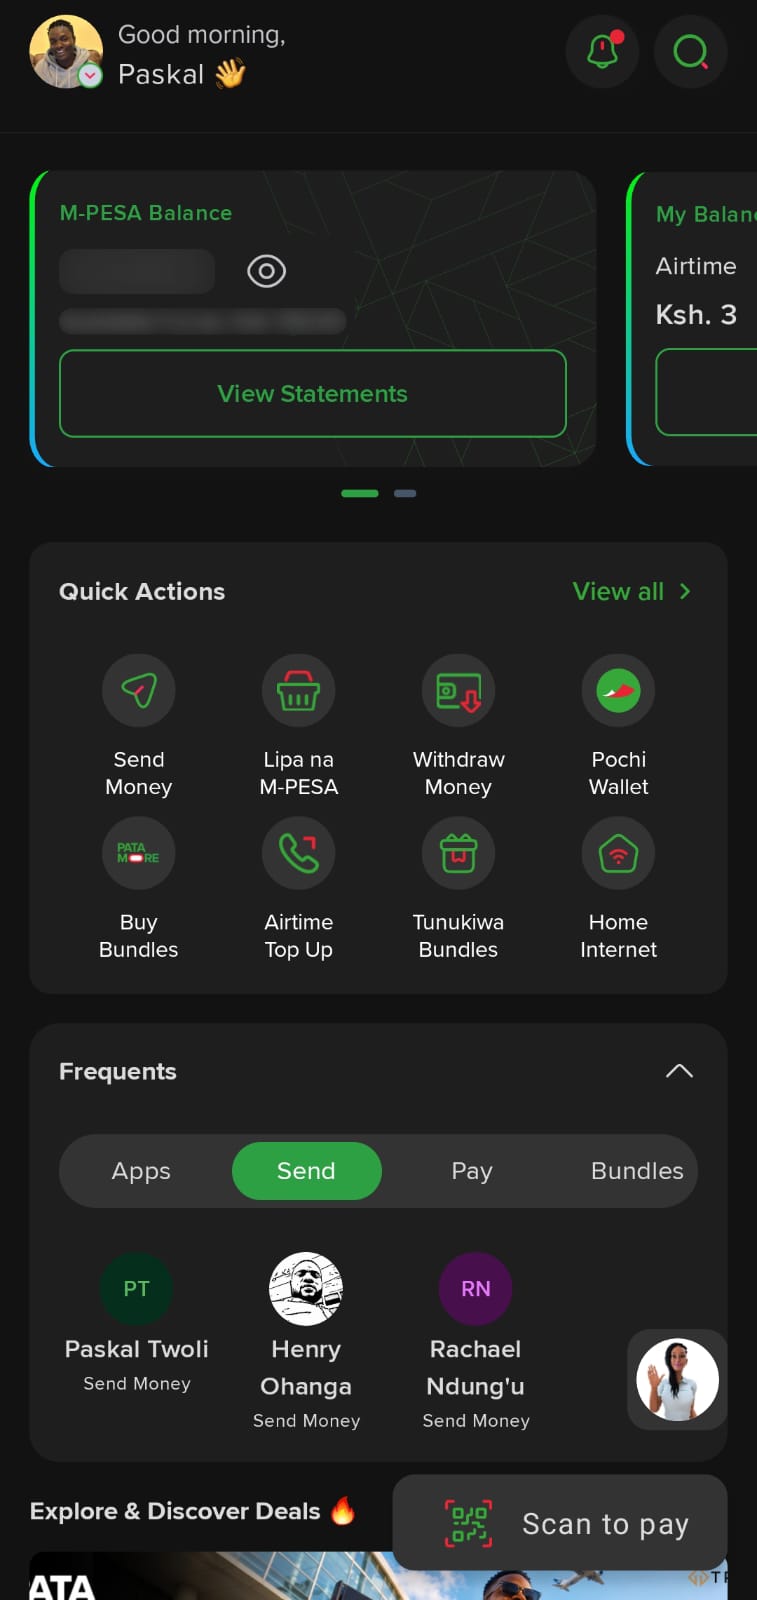 Good morning,
Paskal 👋
M-PESA Balance
View Statements
My Balan
Airtime
Ksh. 3
Quick Actions
View all
Send
Money
Lipa na
M-PESA
Withdraw
Money
Pochi
Wallet
PATA
MORE
Buy
Bundles
Airtime
Top Up
Tunukiwa
Bundles
Home
Internet
Frequents
Apps
Send
Pay
Bundles
PT
Paskal Twoli
Send Money
Henry
Ohanga
Send Money
RN
Rachael
Ndung'u
Send Money
Explore & Discover Deals 🔥
Scan to pay
ATA